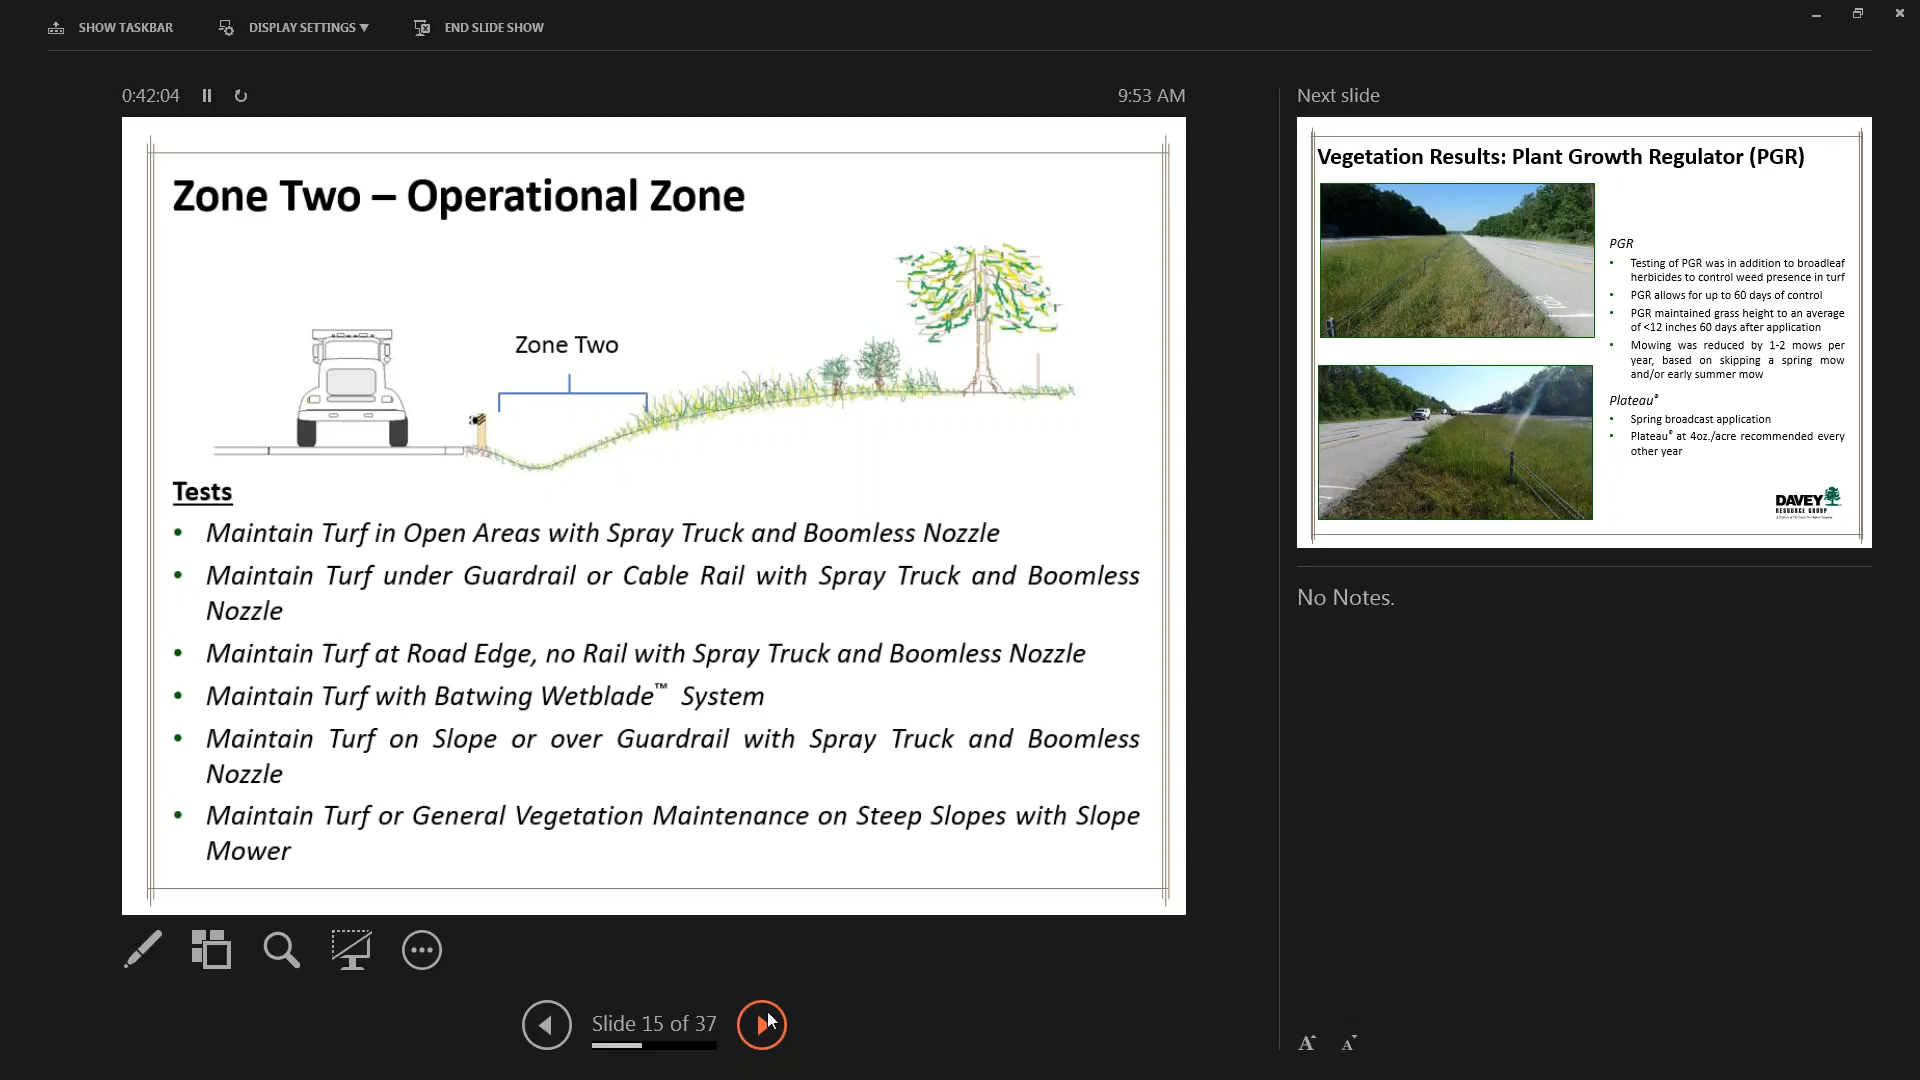 SHOW TASKBAR
DISPLAY SETTINGS ▼
END SLIDE SHOW
0:42:04
9:53 AM
Zone Two – Operational Zone
Zone Two
Tests
• Maintain Turf in Open Areas with Spray Truck and Boomless Nozzle
• Maintain Turf under Guardrail or Cable Rail with Spray Truck and Boomless
Nozzle
• Maintain Turf at Road Edge, no Rail with Spray Truck and Boomless Nozzle
• Maintain Turf with Batwing Wetblade™ System
• Maintain Turf on Slope or over Guardrail with Spray Truck and Boomless
Nozzle
• Maintain Turf or General Vegetation Maintenance on Steep Slopes with Slope
Mower
Slide 15 of 37
Next slide
Vegetation Results: Plant Growth Regulator (PGR)
PGR
• Testing of PGR was in addition to broadleaf
herbicides to control weed presence in turf
• PGR allows for up to 60 days of control
• PGR maintained grass height to an average
of <12 inches 60 days after application
• Mowing was reduced by 1-2 mows per
year, based on skipping a spring mow
and/or early summer mow
Plateau®
• Spring broadcast application
• Plateau® at 4oz./acre recommended every
other year
DAVEY
RESOURCE GROUP
No Notes.
A A